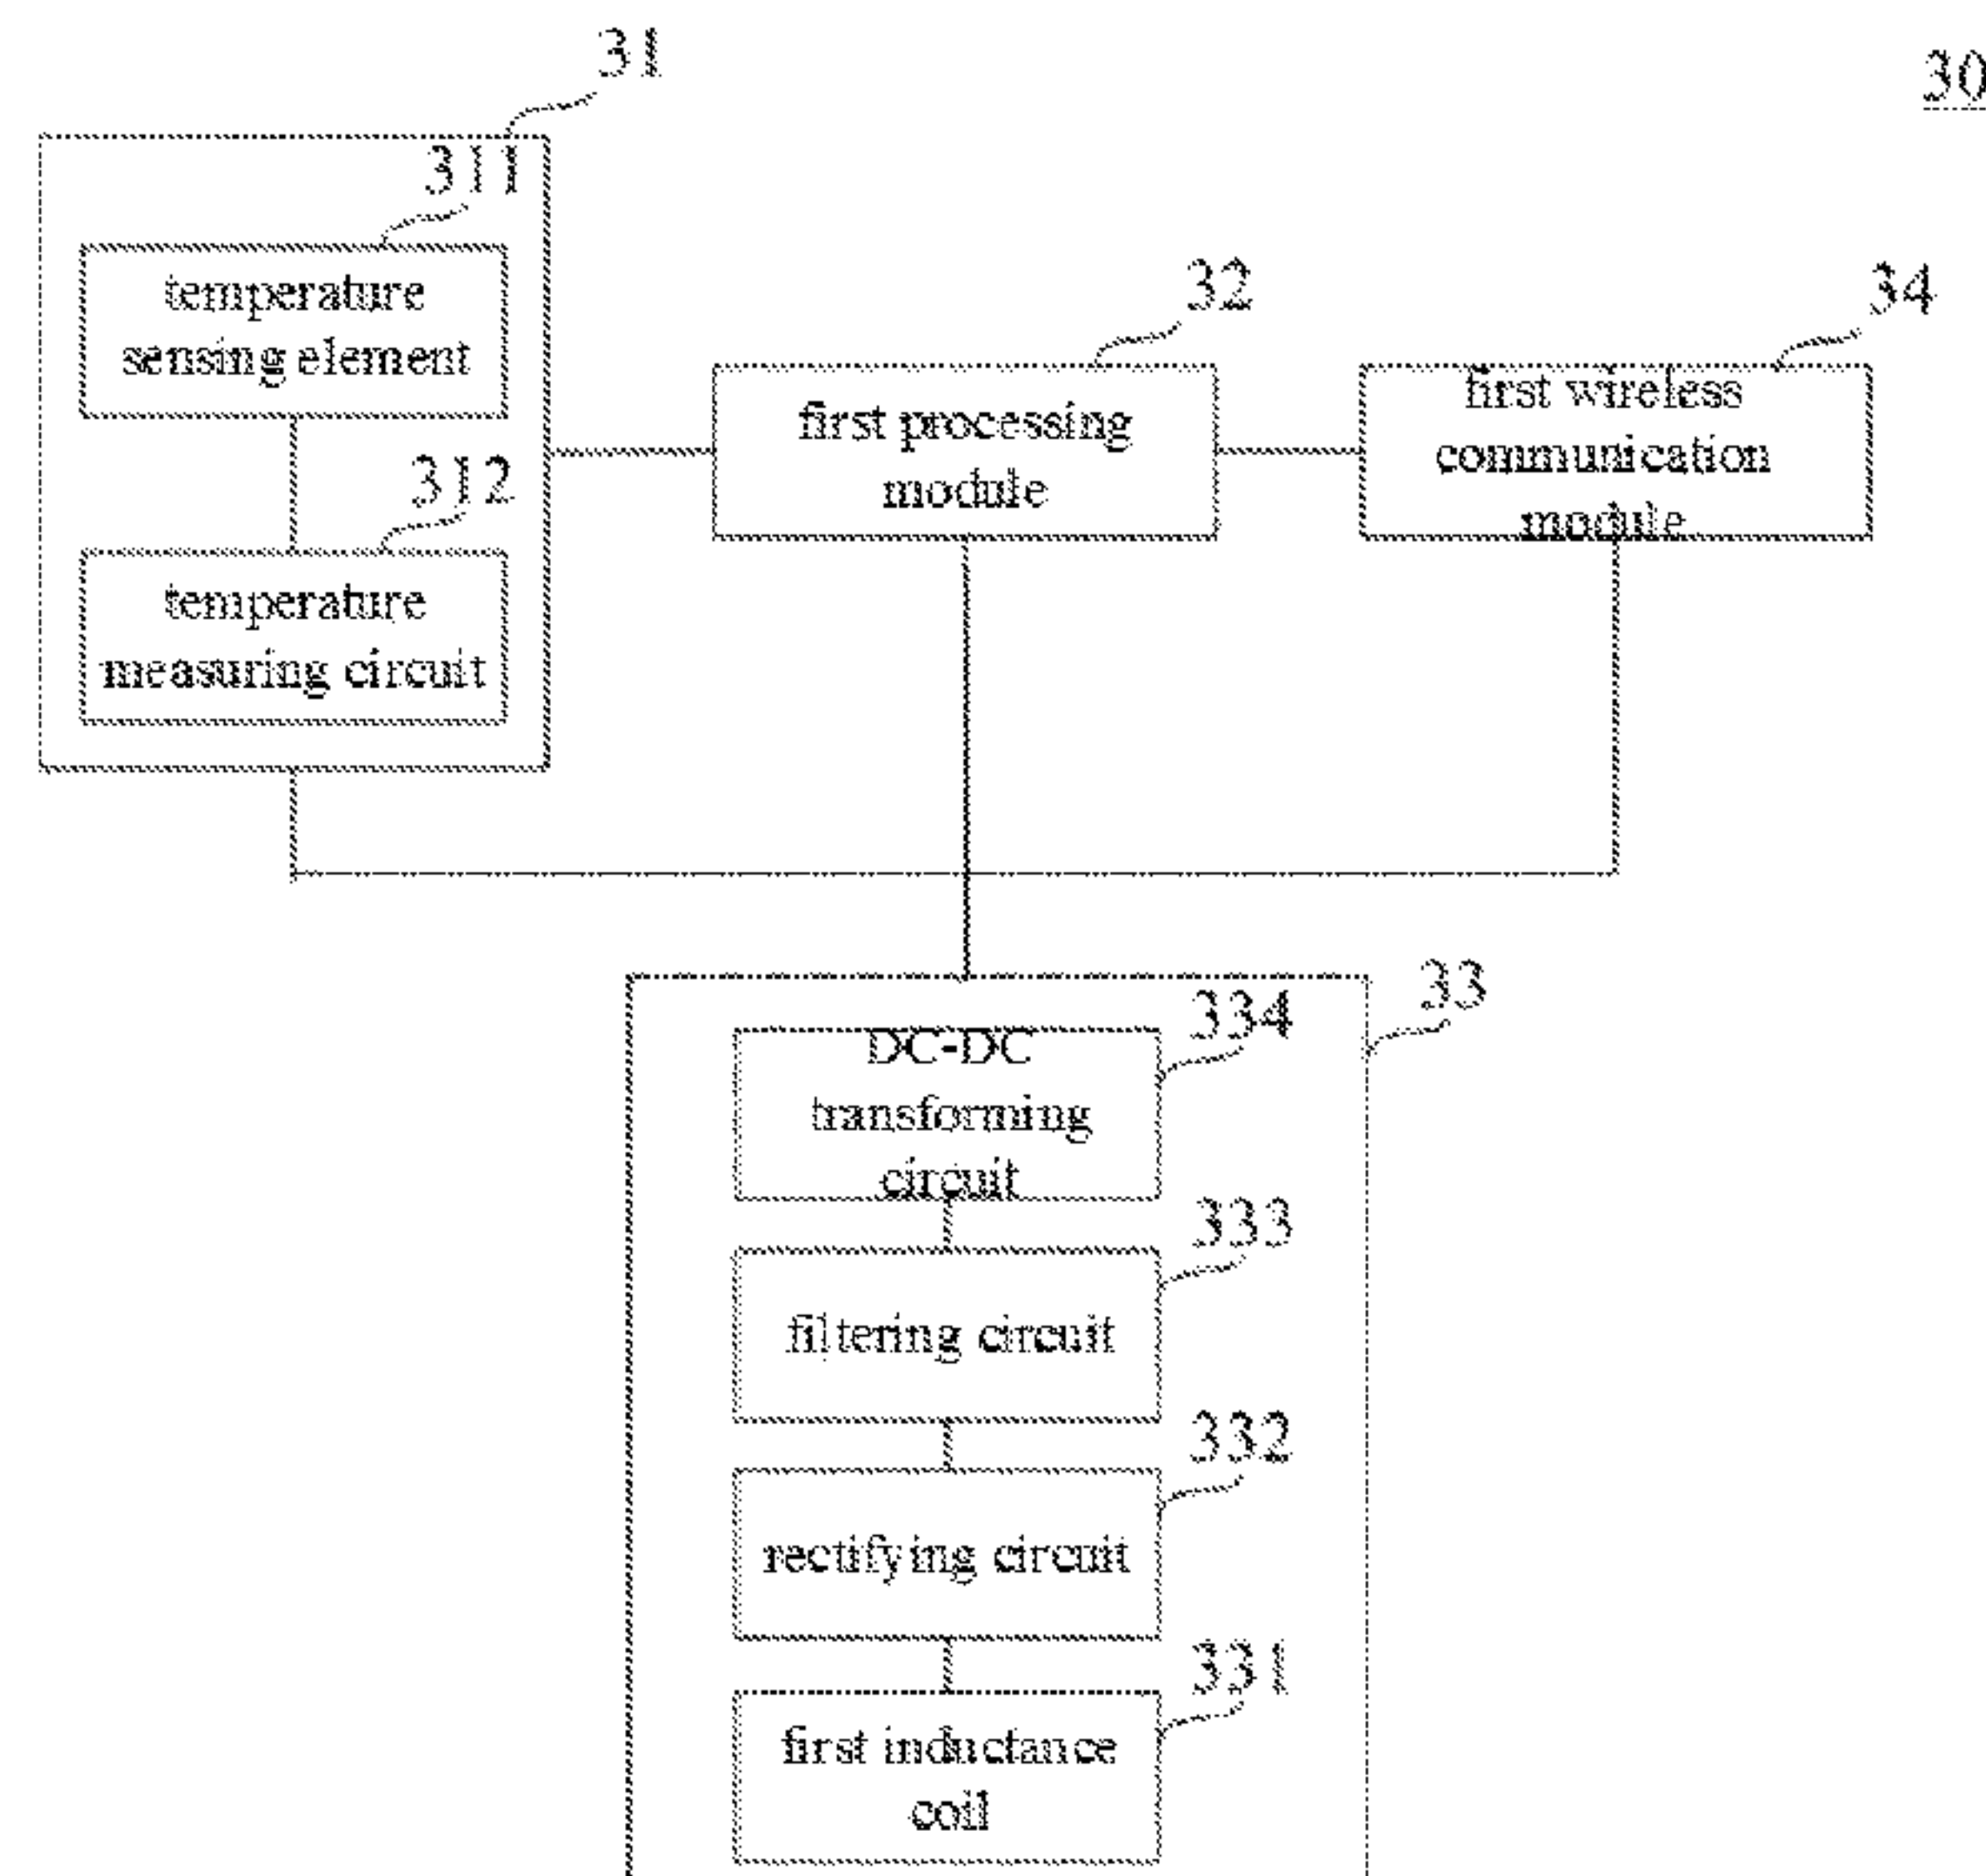 31
30
311
temperature
sensing element
32
34
first processing
module
first wireless
communication
module
312
temperature
measuring circuit
33
334
DC-DC
transforming
circuit
333
filtering circuit
332
rectifying circuit
331
first inductance
coil